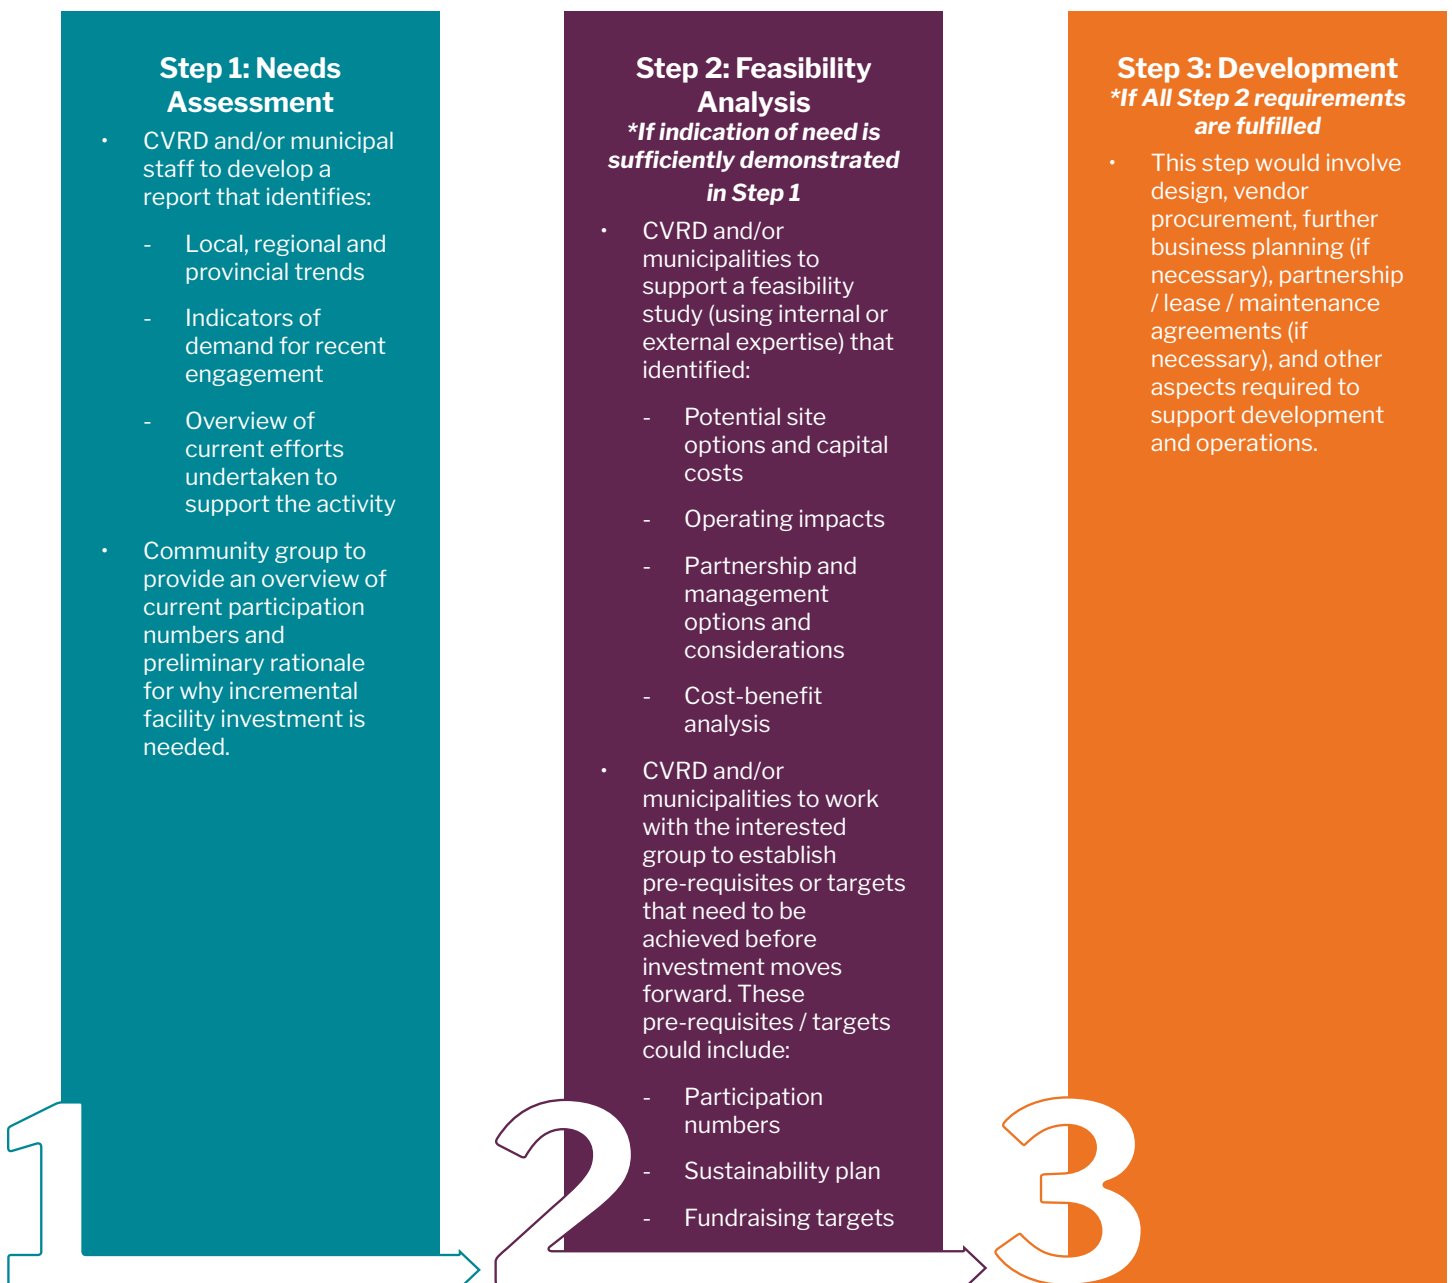 Step 1: Needs
Assessment
• CVRD and/or municipal
staff to develop a
report that identifies:
- Local, regional and
provincial trends
- Indicators of
demand for recent
engagement
- Overview of
current efforts
undertaken to
support the activity
• Community group to
provide an overview of
current participation
numbers and
preliminary rationale
for why incremental
facility investment is
needed.
1
Step 2: Feasibility
Analysis
*If indication of need is
sufficiently demonstrated
in Step 1
• CVRD and/or
municipalities to
support a feasibility
study (using internal or
external expertise) that
identified:
- Potential site
options and capital
costs
- Operating impacts
- Partnership and
management
options and
considerations
- Cost-benefit
analysis
• CVRD and/or
municipalities to work
with the interested
group to establish
pre-requisites or targets
that need to be
achieved before
investment moves
forward. These
pre-requisites / targets
could include:
- Participation
numbers
- Sustainability plan
- Fundraising targets
2
Step 3: Development
*If All Step 2 requirements
are fulfilled
• This step would involve
design, vendor
procurement, further
business planning (if
necessary), partnership
/ lease / maintenance
agreements (if
necessary), and other
aspects required to
support development
and operations.
3